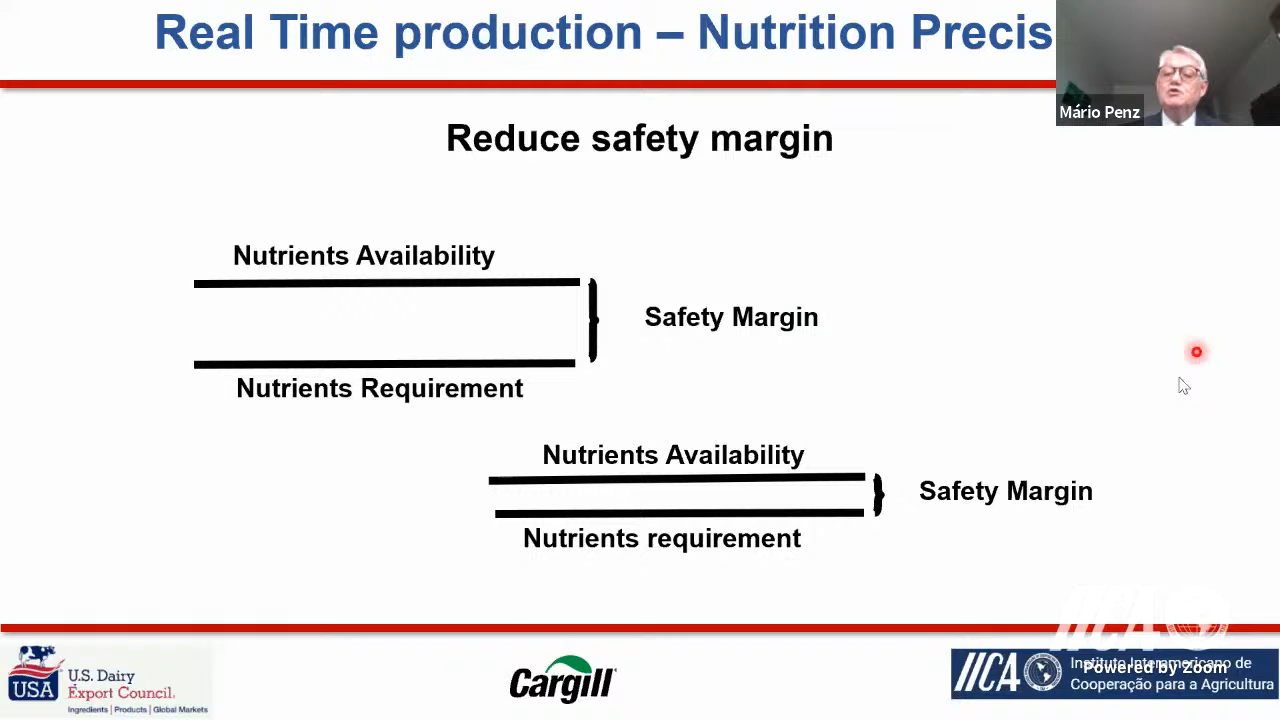 Real Time production – Nutrition Precis
Mário Penz
Reduce safety margin
Nutrients Availability
Safety Margin
Nutrients Requirement
Nutrients Availability
Safety Margin
Nutrients requirement
IICA
USA
U.S. Dairy
Export Council.
Ingredients | Products | Global Markets
Cargill
IICA
Instituto Interamericano de
Cooperação para a Agricultura
Powered by Zoom